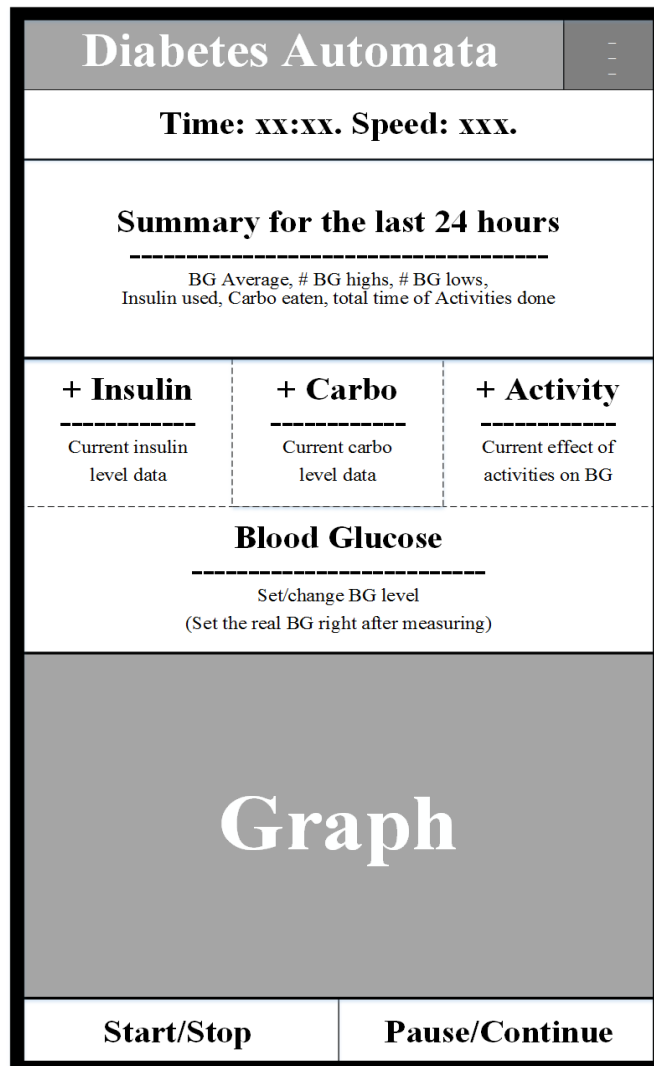 Diabetes Automata
Time: xx:xx. Speed: xxx.
Summary for the last 24 hours
BG Average, # BG highs, # BG lows,
Insulin used, Carbo eaten, total time of Activities done
+ Insulin
Current insulin
level data
+ Carbo
Current carbo
level data
+ Activity
Current effect of
activities on BG
Blood Glucose
Set/change BG level
(Set the real BG right after measuring)
Graph
Start/Stop
Pause/Continue